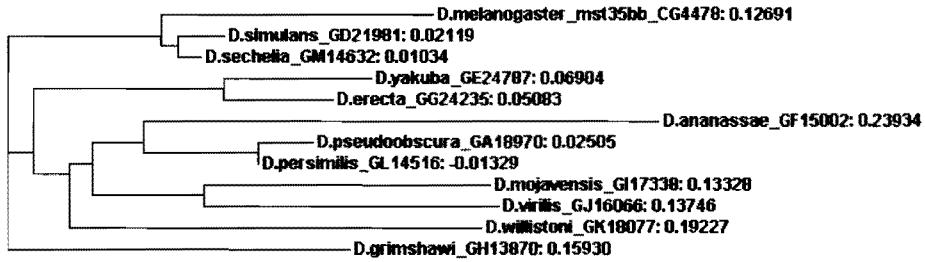 D.melanogaster_mst35bb_CG4478: 0.12691
D.simulans_GD21981: 0.02119
D.sechelia_GM14632: 0.01034
D.yakuba_GE24787: 0.06904
D.erecta_GG24235: 0.05083
D.ananassae_GF15002: 0.23934
D.pseudoobscura_GA18970: 0.02505
D.persimilis_GL14516: -0.01329
D.mojavensis_GI17338: 0.13328
D.virilis_GJ16066: 0.13746
D.willistoni_GK18077: 0.19227
D.grimshawi_GH13870: 0.15930